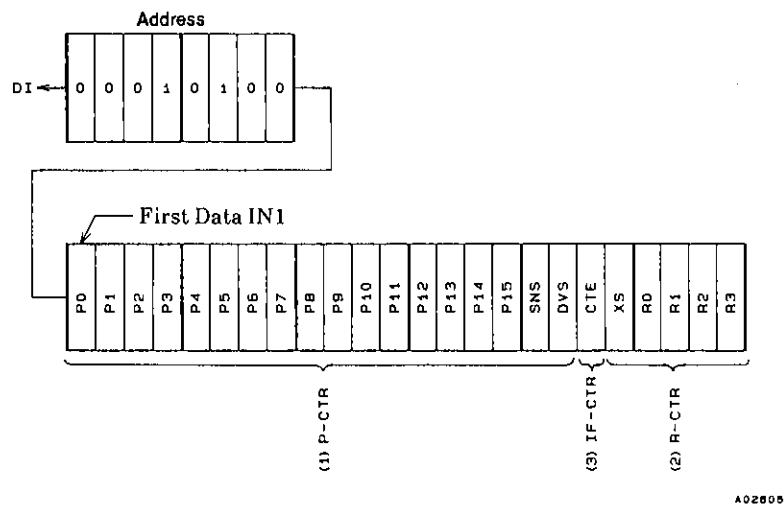 Address
DI 0 0 0 1 0 1 0 0
First Data IN1
P0 P1 P2 P3 P4 P5 P6 P7 P8 P9 P10 P11 P12 P13 P14 P15 SNS DVS CTE XS R0 R1 R2 R3
(1) P-CTR
(3) IF-CTR
(2) R-CTR
A02605